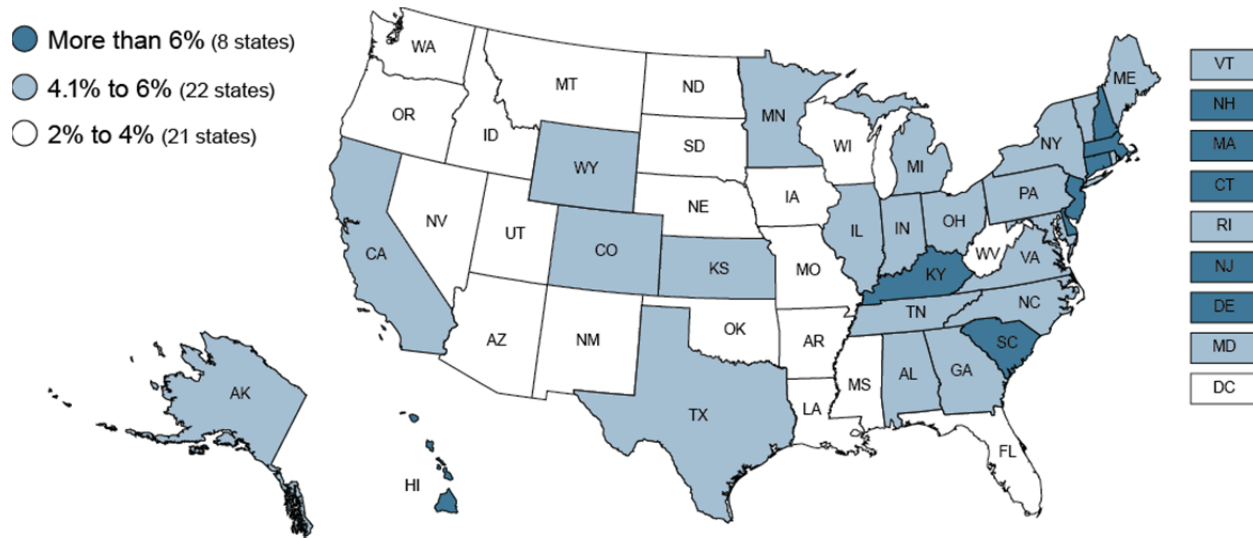 More than 6% (8 states)
4.1% to 6% (22 states)
2% to 4% (21 states)
WA
MT
ND
MN
ME
OR
ID
SD
WI
NY
WY
MI
NE
IA
PA
NV
UT
CO
IL
IN
OH
CA
KS
MO
KY
WV
VA
AZ
NM
OK
AR
TN
NC
SC
MS
AL
GA
TX
LA
FL
AK
HI
VT
NH
MA
CT
RI
NJ
DE
MD
DC